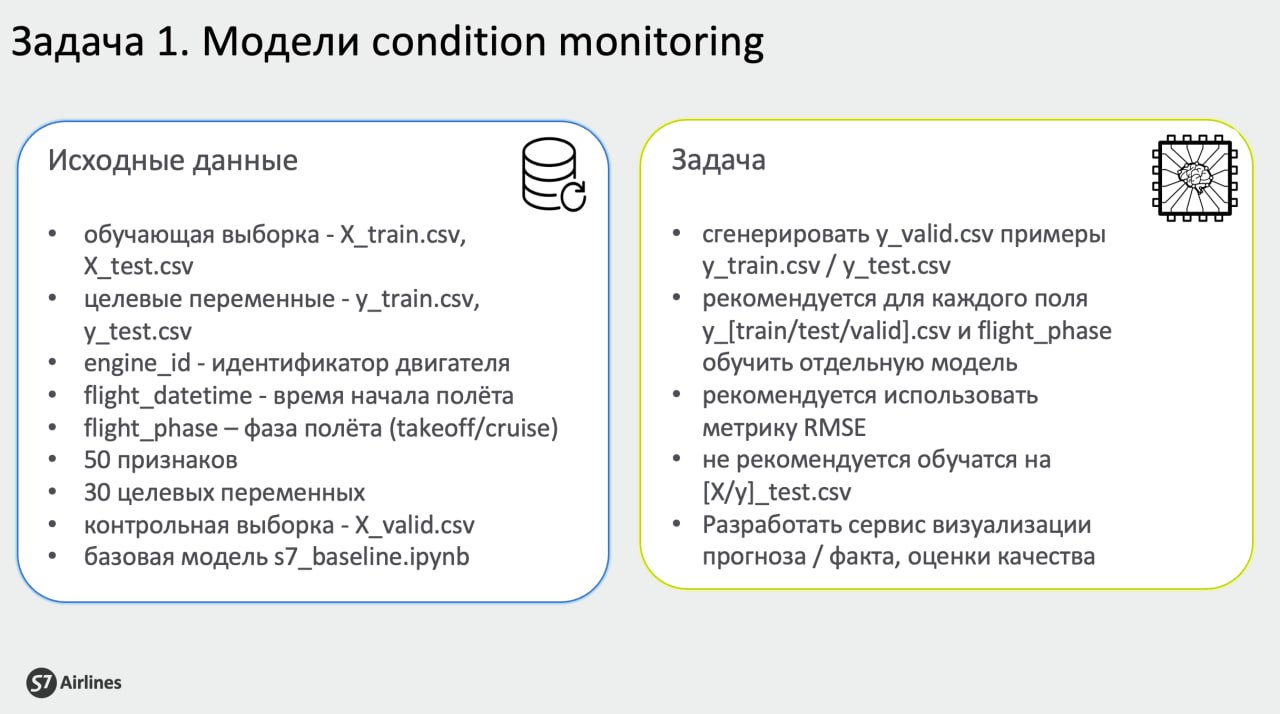 Задача 1. Модели condition monitoring
Исходные данные
• обучающая выборка - X_train.csv,
X_test.csv
• целевые переменные - y_train.csv,
y_test.csv
• engine_id - идентификатор двигателя
• flight_datetime - время начала полёта
• flight_phase – фаза полёта (takeoff/cruise)
• 50 признаков
• 30 целевых переменных
• контрольная выборка - X_valid.csv
• базовая модель s7_baseline.ipynb
Задача
• сгенерировать y_valid.csv примеры
y_train.csv / y_test.csv
• рекомендуется для каждого поля
y_[train/test/valid].csv и flight_phase
обучить отдельную модель
• рекомендуется использовать
метрику RMSE
• не рекомендуется обучатся на
[X/y]_test.csv
• Разработать сервис визуализации
прогноза / факта, оценки качества
S7 Airlines